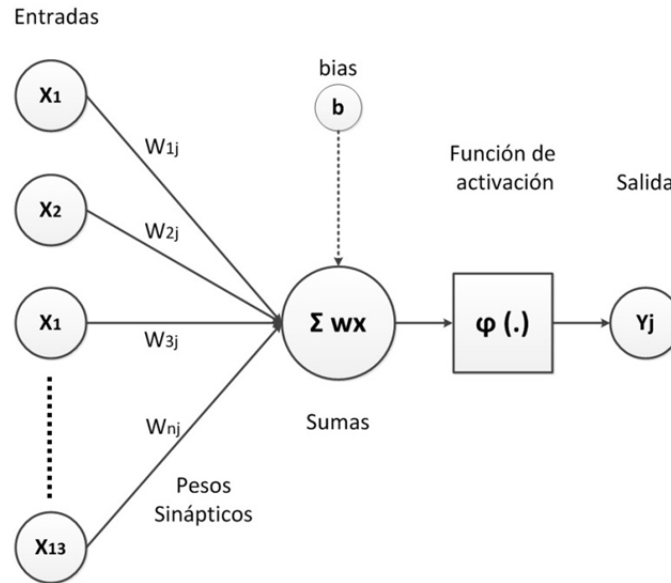 Entradas
X1
X2
X1
X13
W1j
W2j
W3j
Wnj
Pesos
Sinápticos
bias
b
Σ wx
Sumas
Función de
activación
φ (.)
Salida
Yj